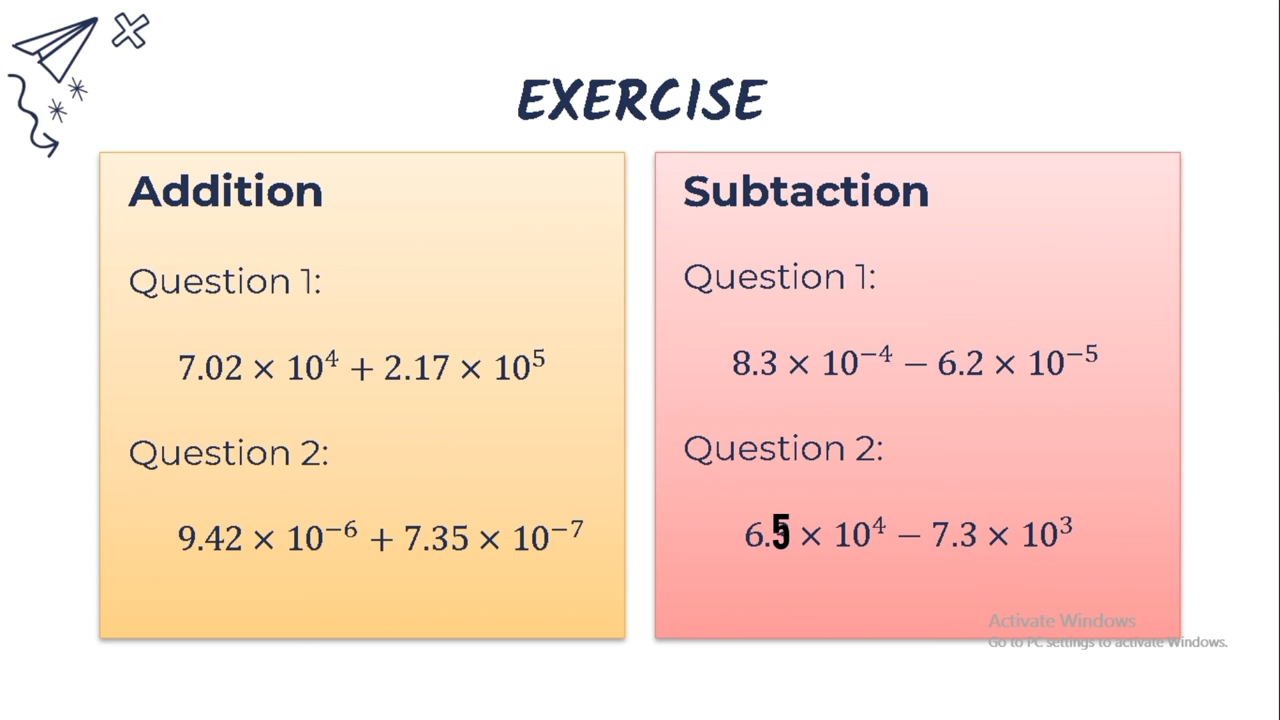 EXERCISE
Addition
Question 1:
7.02 × 10⁴ + 2.17 × 10⁵
Question 2:
9.42 × 10⁻⁶ + 7.35 × 10⁻⁷
Subtaction
Question 1:
8.3 × 10⁻⁴ − 6.2 × 10⁻⁵
Question 2:
6.5 × 10⁴ − 7.3 × 10³
Activate Windows
Go to PC settings to activate Windows.